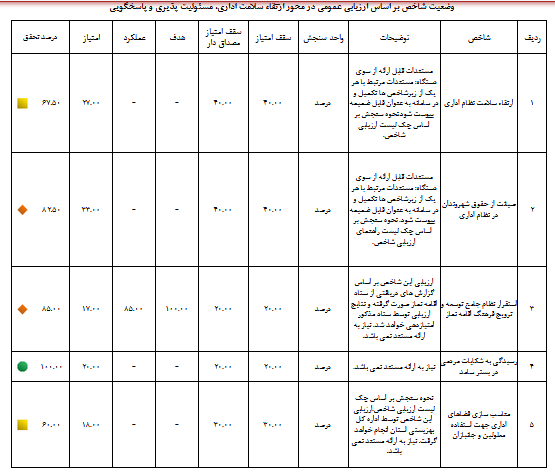 وضعیت شاخص بر اساس ارزیابی عمومی در محور ارتقاء سلامت اداری، مسئولیت پذیری و پاسخگویی
ردیف شاخص توضیحات واحد سنجش سقف امتیاز سقف امتیاز مصداق دار هدف عملکرد امتیاز درصد تحقق
۱ ارتقاء سلامت نظام اداری
مستندات قابل ارائه از سوی
دستگاه: مستندات مرتبط با هر
یک از زیرشاخص ها تکمیل و
در سامانه به عنوان فایل ضمیمه
پیوست شود.نحوه سنجش بر
اساس چک لیست ارزیابی
شاخص.
درصد ۴۰.۰۰ ۴۰.۰۰ - - ۲۷.۰۰ ۶۷.۵۰
۲ صیانت از حقوق شهروندان
در نظام اداری
مستندات قابل ارائه از سوی
دستگاه: مستندات مرتبط با هر
یک از زیرشاخص ها تکمیل و
در سامانه به عنوان فایل ضمیمه
پیوست شود. نحوه سنجش بر
اساس چک لیست راهنمای
ارزیابی شاخص.
درصد ۴۰.۰۰ ۴۰.۰۰ - - ۳۳.۰۰ ۸۲.۵۰
۳ استقرار نظام جامع توسعه و
ترویج فرهنگ اقامه نماز
ارزیابی این شاخص بر اساس
گزارش های دریافتی از ستاد
اقامه نماز صورت گرفته و نتایج
ارزیابی توسط ستاد مذکور
امتیازدهی خواهد شد. نیاز به
ارائه مستند نمی باشد.
درصد ۲۰.۰۰ ۲۰.۰۰ ۱۰۰.۰۰ ۸۵.۰۰ ۱۷.۰۰ ۸۵.۰۰
۴ رسیدگی به شکایات مردمی
در بستر سامد
نیاز به ارائه مستند نمی باشد.
درصد ۲۰.۰۰ ۲۰.۰۰ - - ۲۰.۰۰ ۱۰۰.۰۰
۵ مناسب سازی فضاهای
اداری جهت استفاده
معلولین و جانبازان
نحوه سنجش بر اساس چک
لیست ارزیابی شاخص.ارزیابی
این شاخص توسط اداره کل
بهزیستی استان انجام خواهد
گرفت. نیاز به ارائه مستند نمی
باشد.
درصد ۳۰.۰۰ ۳۰.۰۰ - - ۱۸.۰۰ ۶۰.۰۰